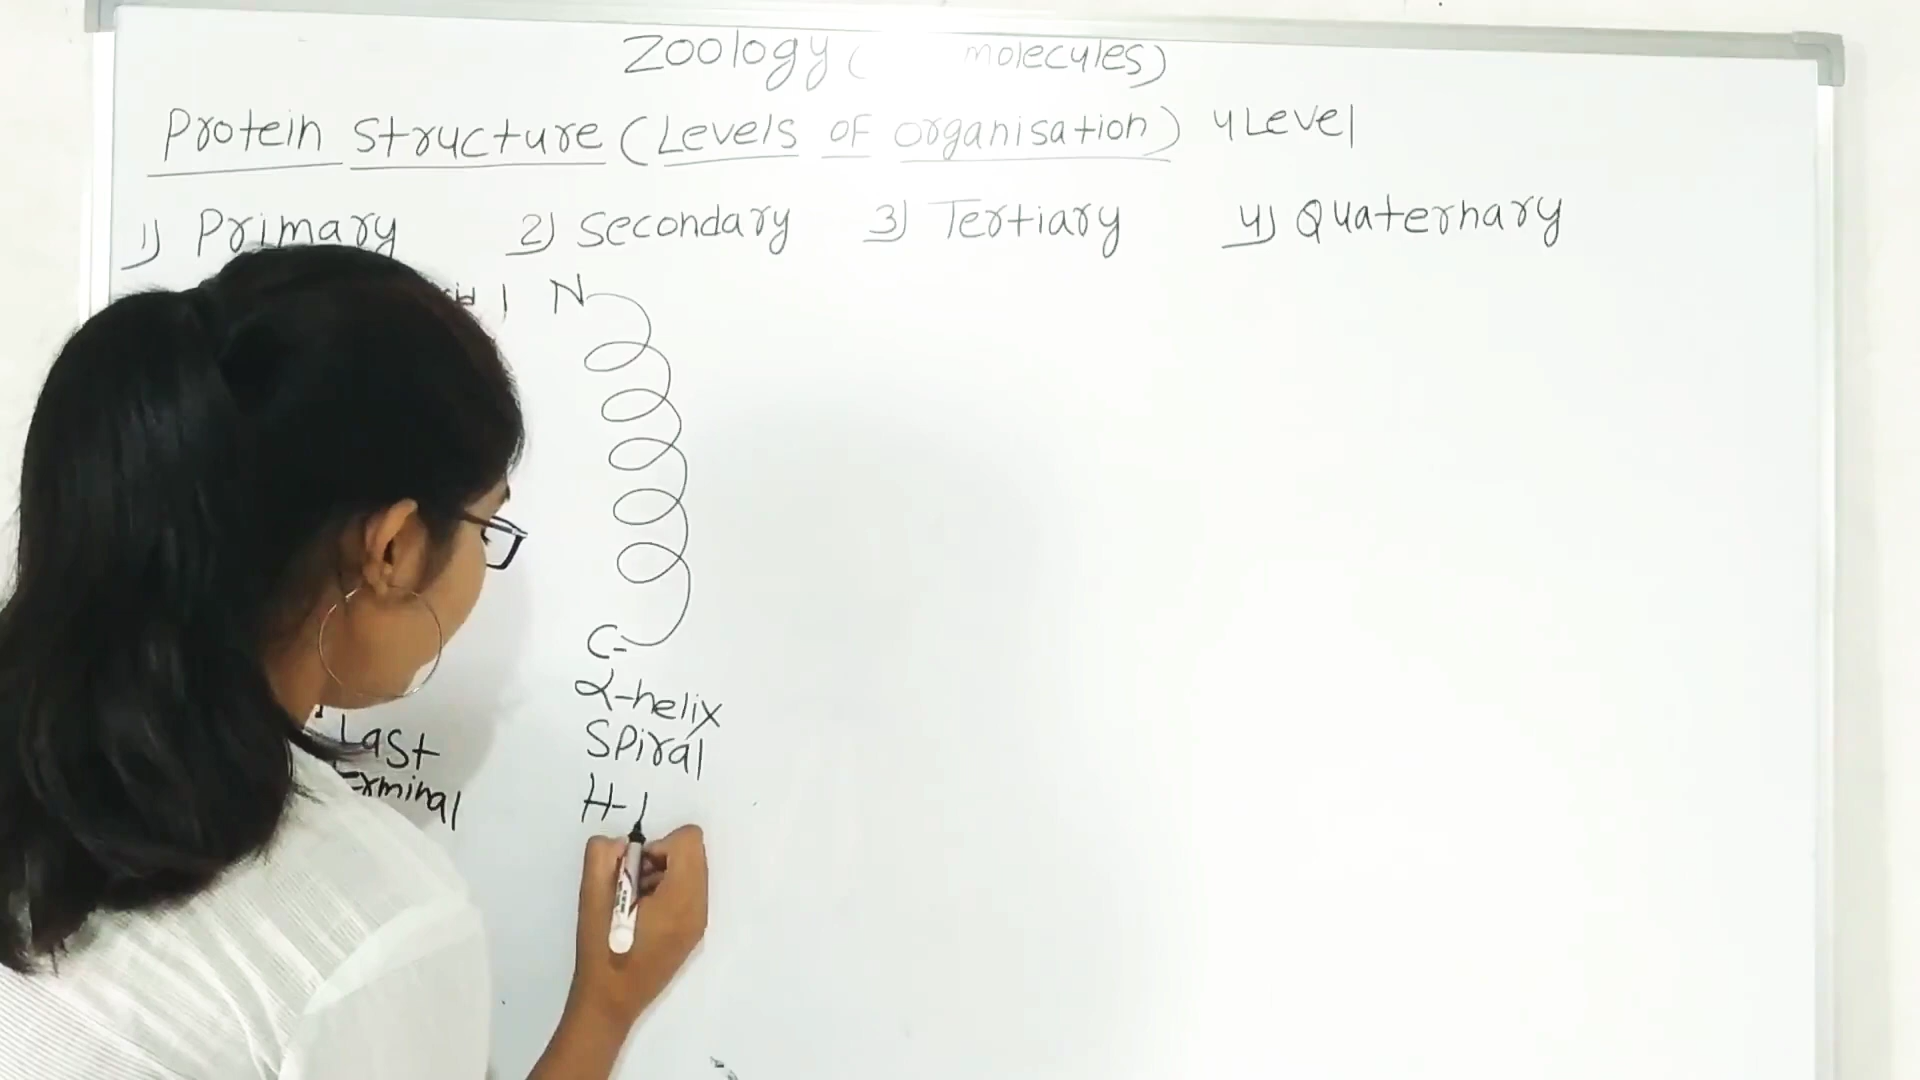 Zoology ( molecules)
Protein Structure (Levels of organisation) 4 Level
1) Primary 2) Secondary 3) Tertiary 4) Quaternary
N
C-
α-helix
Spiral
H-
Last